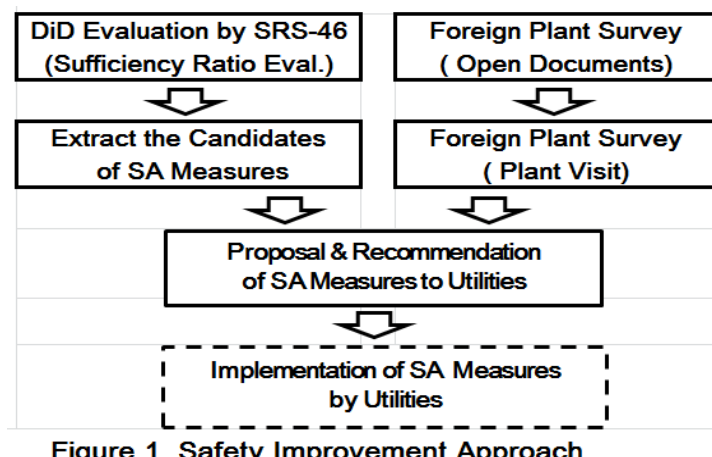 DiD Evaluation by SRS-46
(Sufficiency Ratio Eval.)
Foreign Plant Survey
( Open Documents)
Extract the Candidates
of SA Measures
Foreign Plant Survey
( Plant Visit)
Proposal & Recommendation
of SA Measures to Utilities
Implementation of SA Measures
by Utilities
Figure 1 Safety Improvement Approach